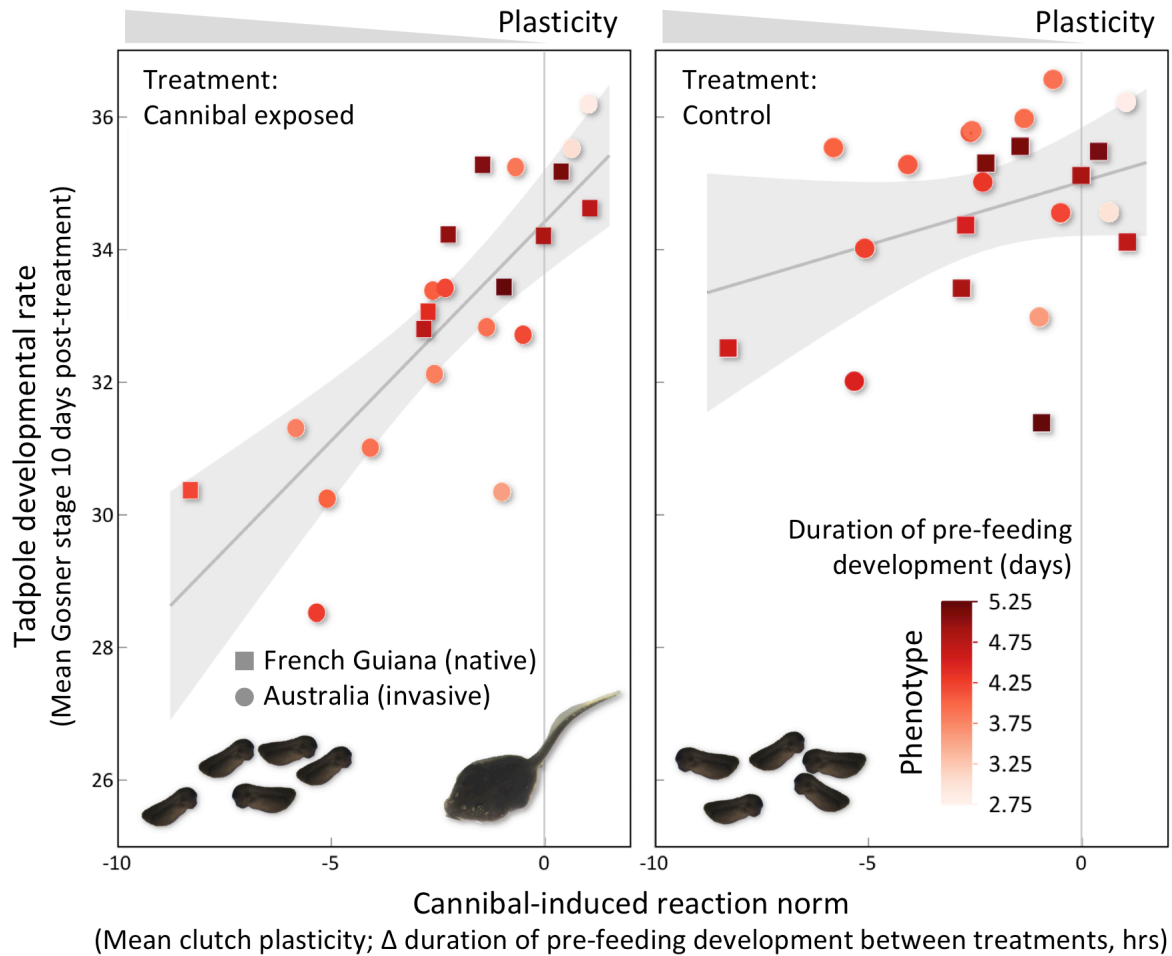 Plasticity
Plasticity
Treatment:
Cannibal exposed
Treatment:
Control
Tadpole developmental rate
(Mean Gosner stage 10 days post-treatment)
36
34
32
30
28
26
French Guiana (native)
Australia (invasive)
Duration of pre-feeding
development (days)
Phenotype
5.25
4.75
4.25
3.75
3.25
2.75
-10
-5
0
-10
-5
0
Cannibal-induced reaction norm
(Mean clutch plasticity; Δ duration of pre-feeding development between treatments, hrs)